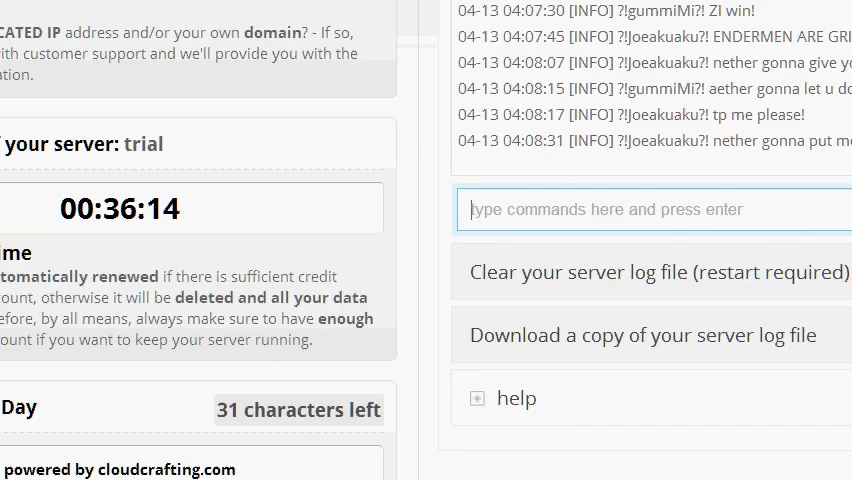 CATED IP address and/or your own domain? - If so,
ith customer support and we'll provide you with the
ation.
your server: trial
00:36:14
ime
tomatically renewed if there is sufficient credit
ount, otherwise it will be deleted and all your data
efore, by all means, always make sure to have enough
ount if you want to keep your server running.
Day
31 characters left
powered by cloudcrafting.com
04-13 04:07:30 [INFO] ?!gummiMi?! ZI win!
04-13 04:07:45 [INFO] ?!Joeakuaku?! ENDERMEN ARE GRI
04-13 04:08:07 [INFO] ?!Joeakuaku?! nether gonna give yo
04-13 04:08:15 [INFO] ?!gummiMi?! aether gonna let u do
04-13 04:08:17 [INFO] ?!Joeakuaku?! tp me please!
04-13 04:08:31 [INFO] ?!Joeakuaku?! nether gonna put me
type commands here and press enter
Clear your server log file (restart required)
Download a copy of your server log file
help